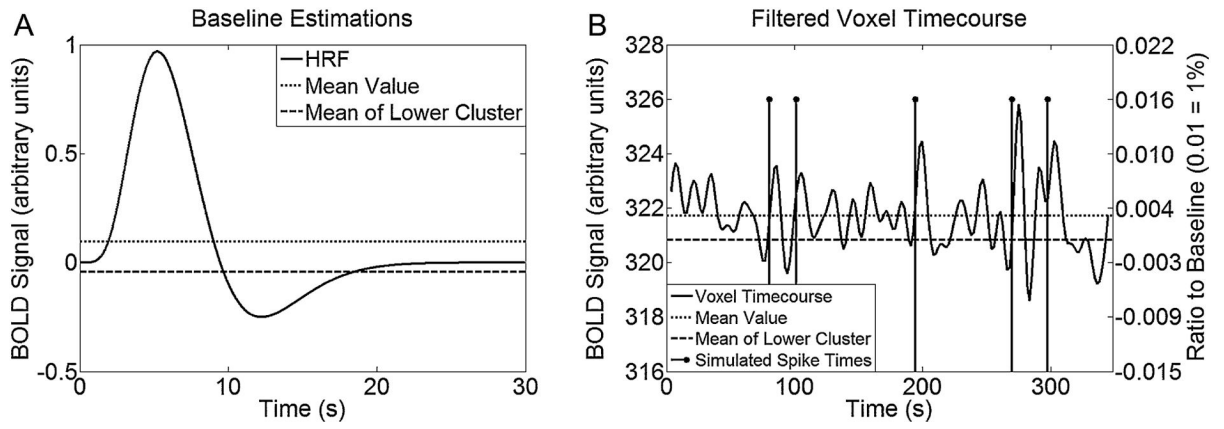 A
Baseline Estimations
BOLD Signal (arbitrary units)
1
0.5
0
-0.5
HRF
Mean Value
Mean of Lower Cluster
0
10
20
30
Time (s)
B
Filtered Voxel Timecourse
BOLD Signal (arbitrary units)
328
326
324
322
320
318
316
Voxel Timecourse
Mean Value
Mean of Lower Cluster
Simulated Spike Times
0
100
200
300
Time (s)
0.022
0.016
0.010
0.004
-0.003
-0.009
-0.015
Ratio to Baseline (0.01 = 1%)